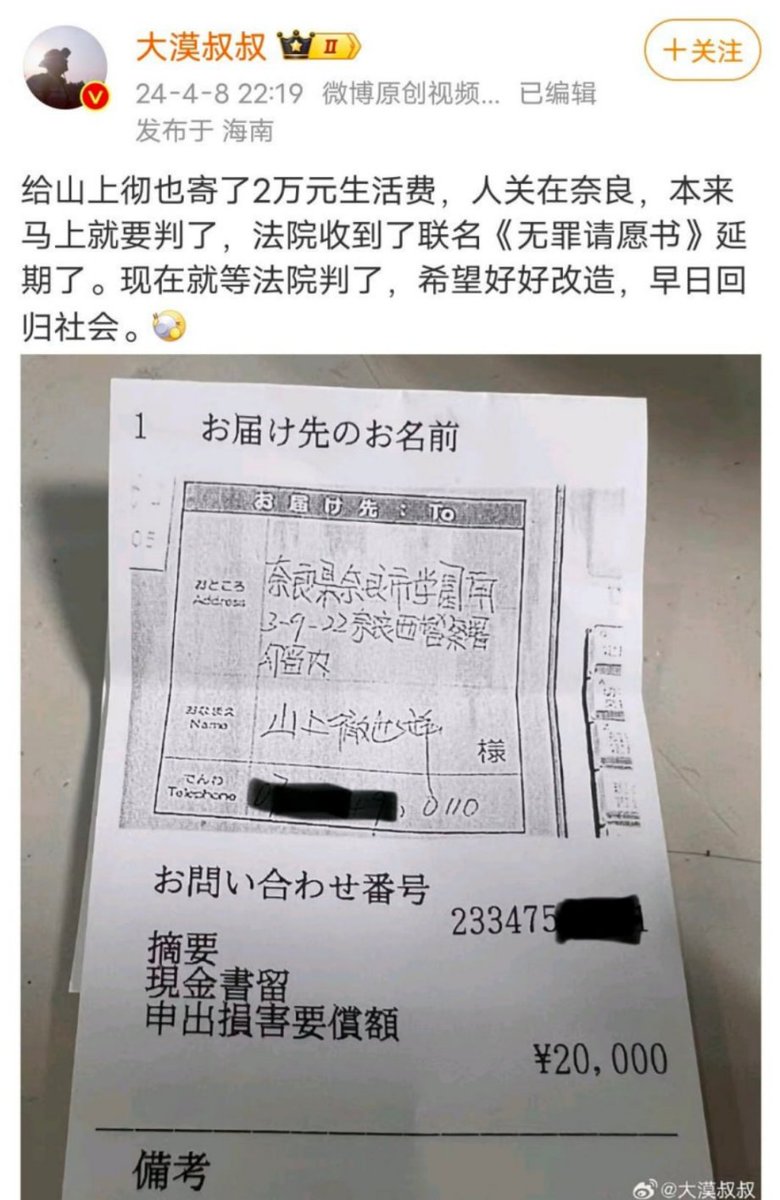 大漠叔叔 II
+关注
24-4-8 22:19 微博原创视频... 已编辑
发布于 海南
给山上彻也寄了2万元生活费，人关在奈良，本来
马上就要判了，法院收到了联名《无罪请愿书》延
期了。现在就等法院判了，希望好好改造，早日回
归社会。
1 お届け先のお名前
お届け先：To
おところ
Address
奈良県奈良市学園南
3-9-22奈良西警察署
内
おなまえ
Name
山上徹也 様
でんわ
Telephone
0110
お問い合わせ番号
233475
摘要
現金書留
申出損害要償額
¥20,000
備考
@大漠叔叔